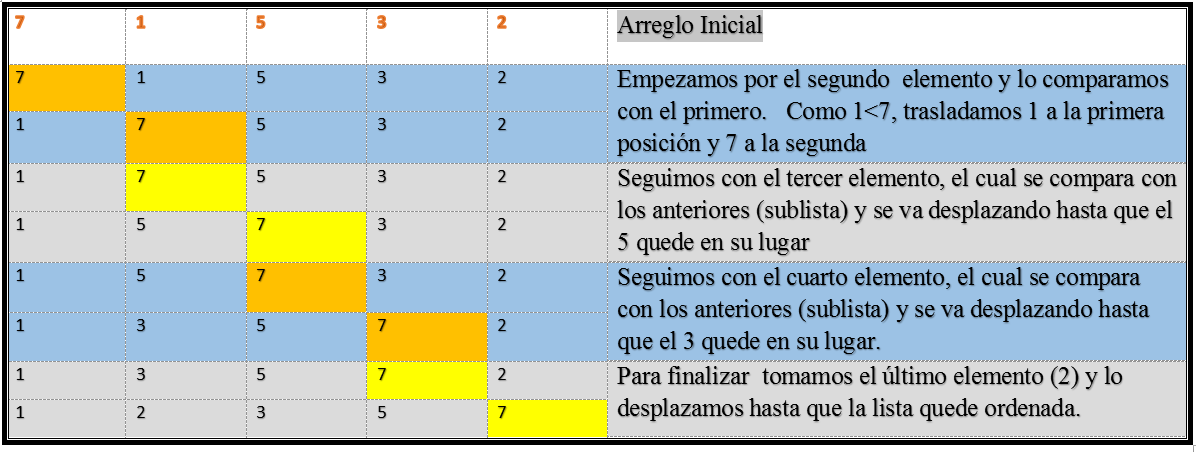 7 1 5 3 2 Arreglo Inicial
7 1 5 3 2
1 7 5 3 2
Empezamos por el segundo elemento y lo comparamos
con el primero. Como 1<7, trasladamos 1 a la primera
posición y 7 a la segunda
1 7 5 3 2
1 5 7 3 2
Seguimos con el tercer elemento, el cual se compara con
los anteriores (sublista) y se va desplazando hasta que el
5 quede en su lugar
1 5 7 3 2
1 3 5 7 2
Seguimos con el cuarto elemento, el cual se compara
con los anteriores (sublista) y se va desplazando hasta
que el 3 quede en su lugar.
1 3 5 7 2
1 2 3 5 7
Para finalizar tomamos el último elemento (2) y lo
desplazamos hasta que la lista quede ordenada.